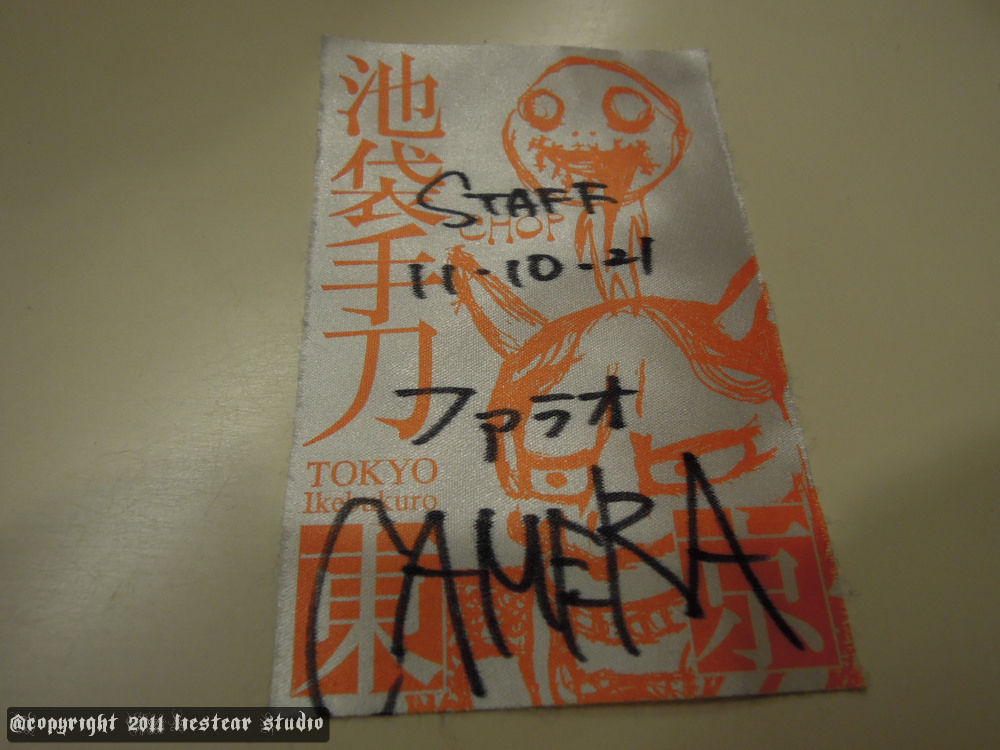 池袋手刀
STAFF
CHOP
11-10-21
ファラオ
TOKYO
Ikebukuro
CAMERA
東京
@copyright 2011 hestear studio